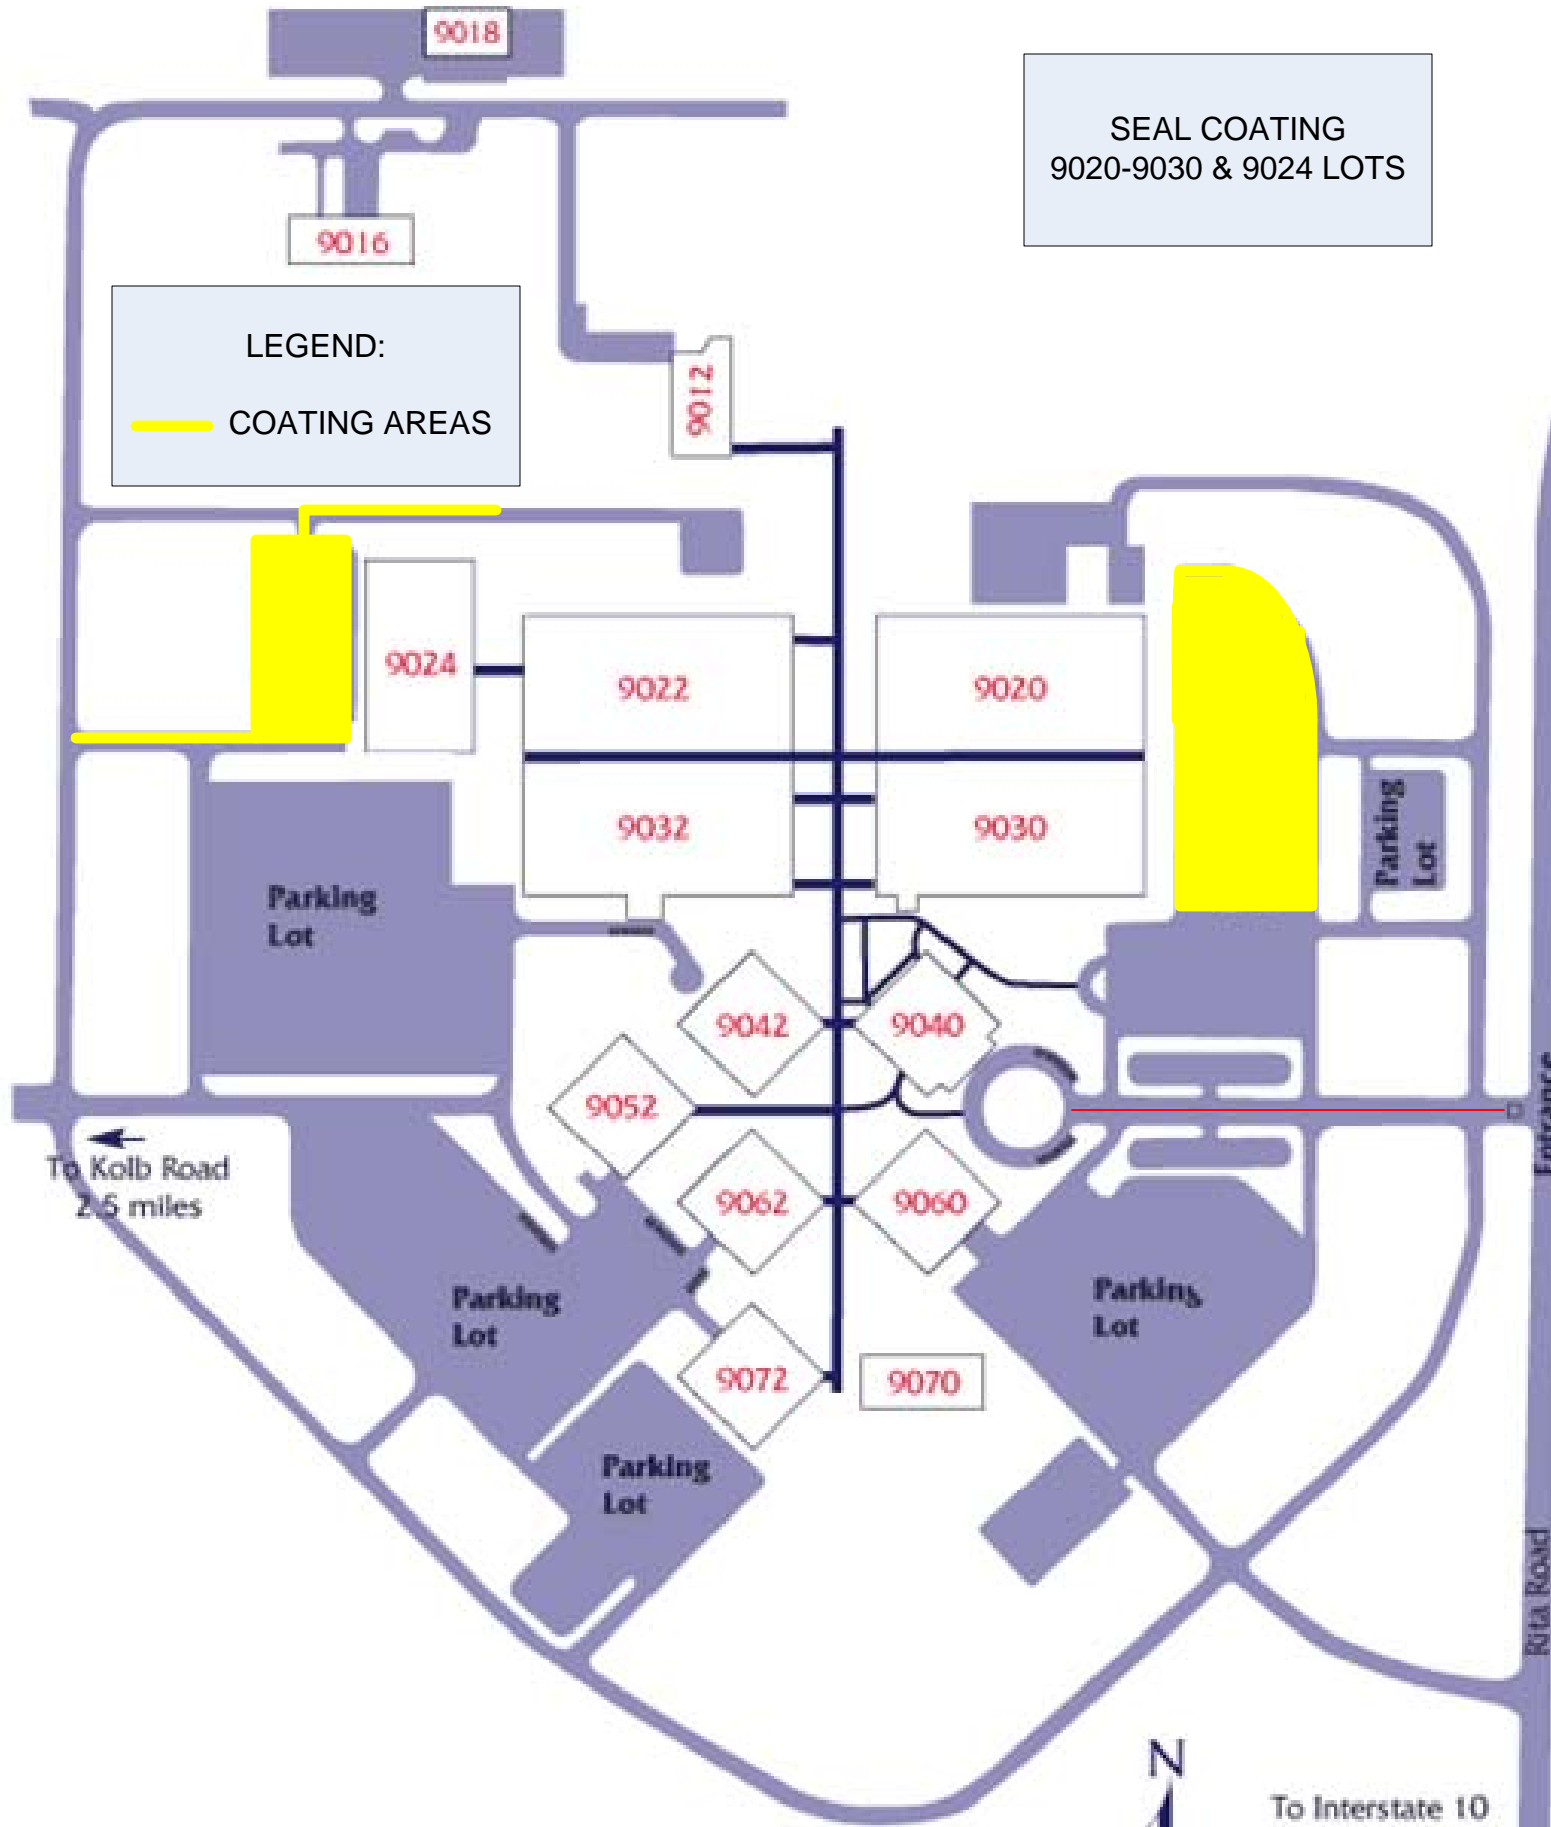 9018
SEAL COATING
9020-9030 & 9024 LOTS
9016
LEGEND:
COATING AREAS
9012
9024
9022
9020
9032
9030
Parking
Lot
Parking
Lot
9042
9040
9052
Entrance
To Kolb Road
2.5 miles
9062
9060
Parking
Lot
Parking
Lot
9072
9070
Parking
Lot
Rita Road
N
To Interstate 10